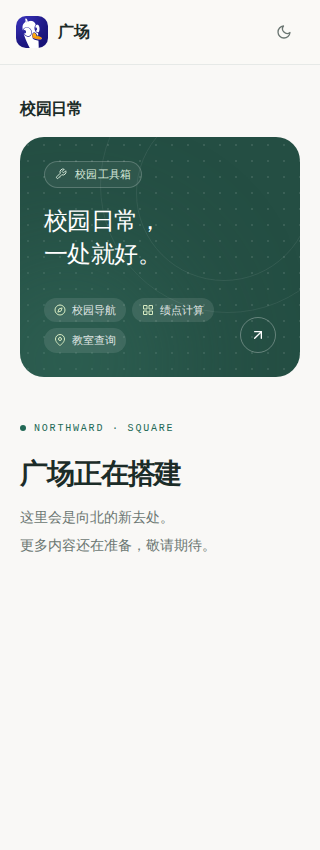 广场
校园日常
校园工具箱
校园日常，
一处就好。
校园导航
绩点计算
教室查询
NORTHWARD · SQUARE
广场正在搭建
这里会是向北的新去处。
更多内容还在准备，敬请期待。